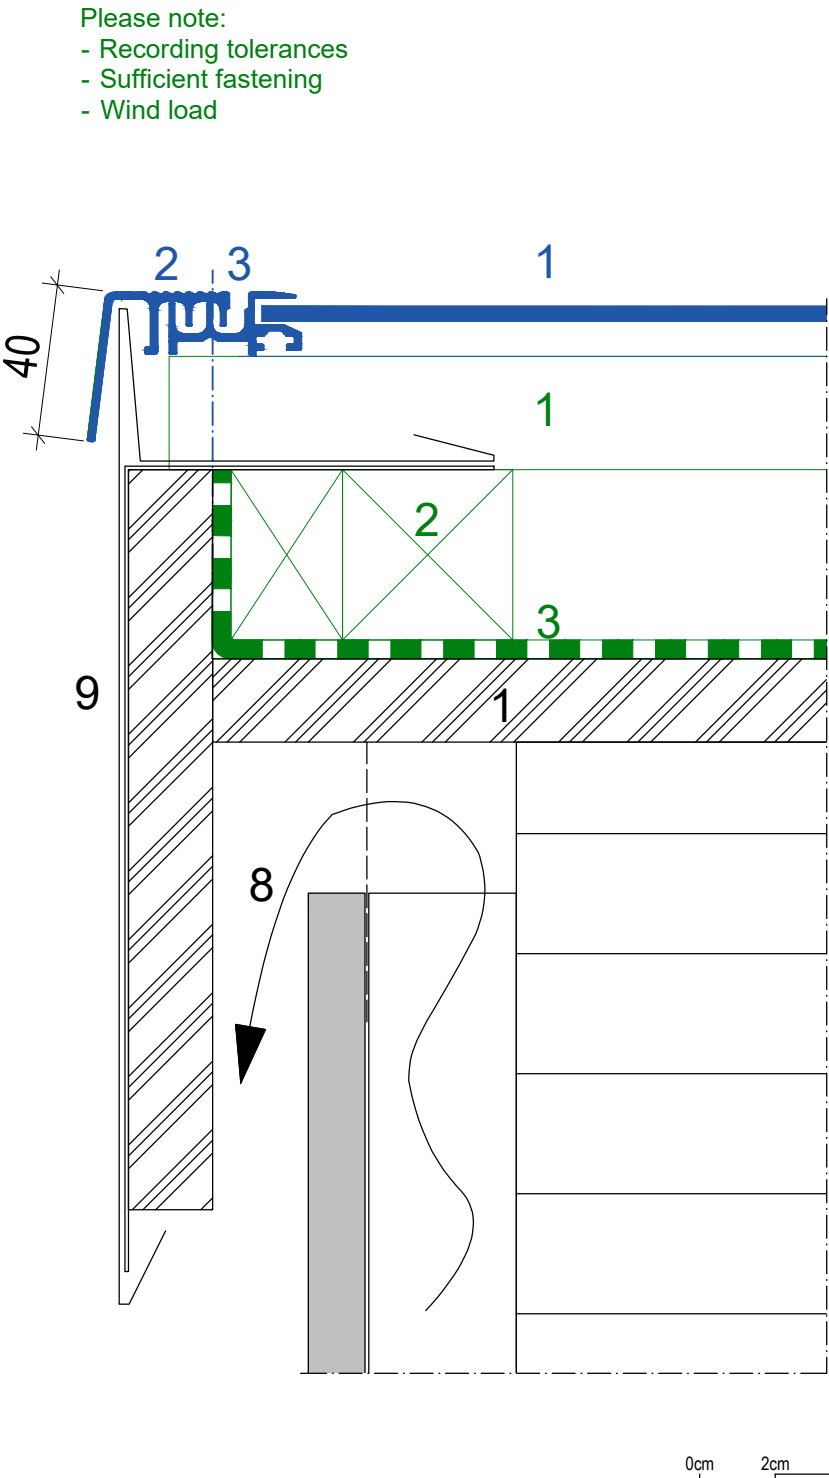 Please note:
- Recording tolerances
- Sufficient fastening
- Wind load
2 3 1
40
1
2
3
9
1
8
0cm 2cm